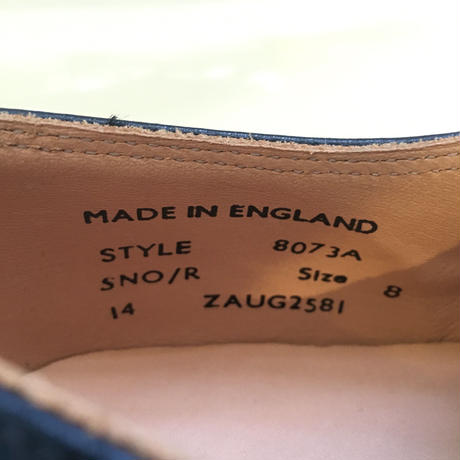 MADE IN ENGLAND
STYLE 8073A
SNO/R Size 8
14 ZAUG2581